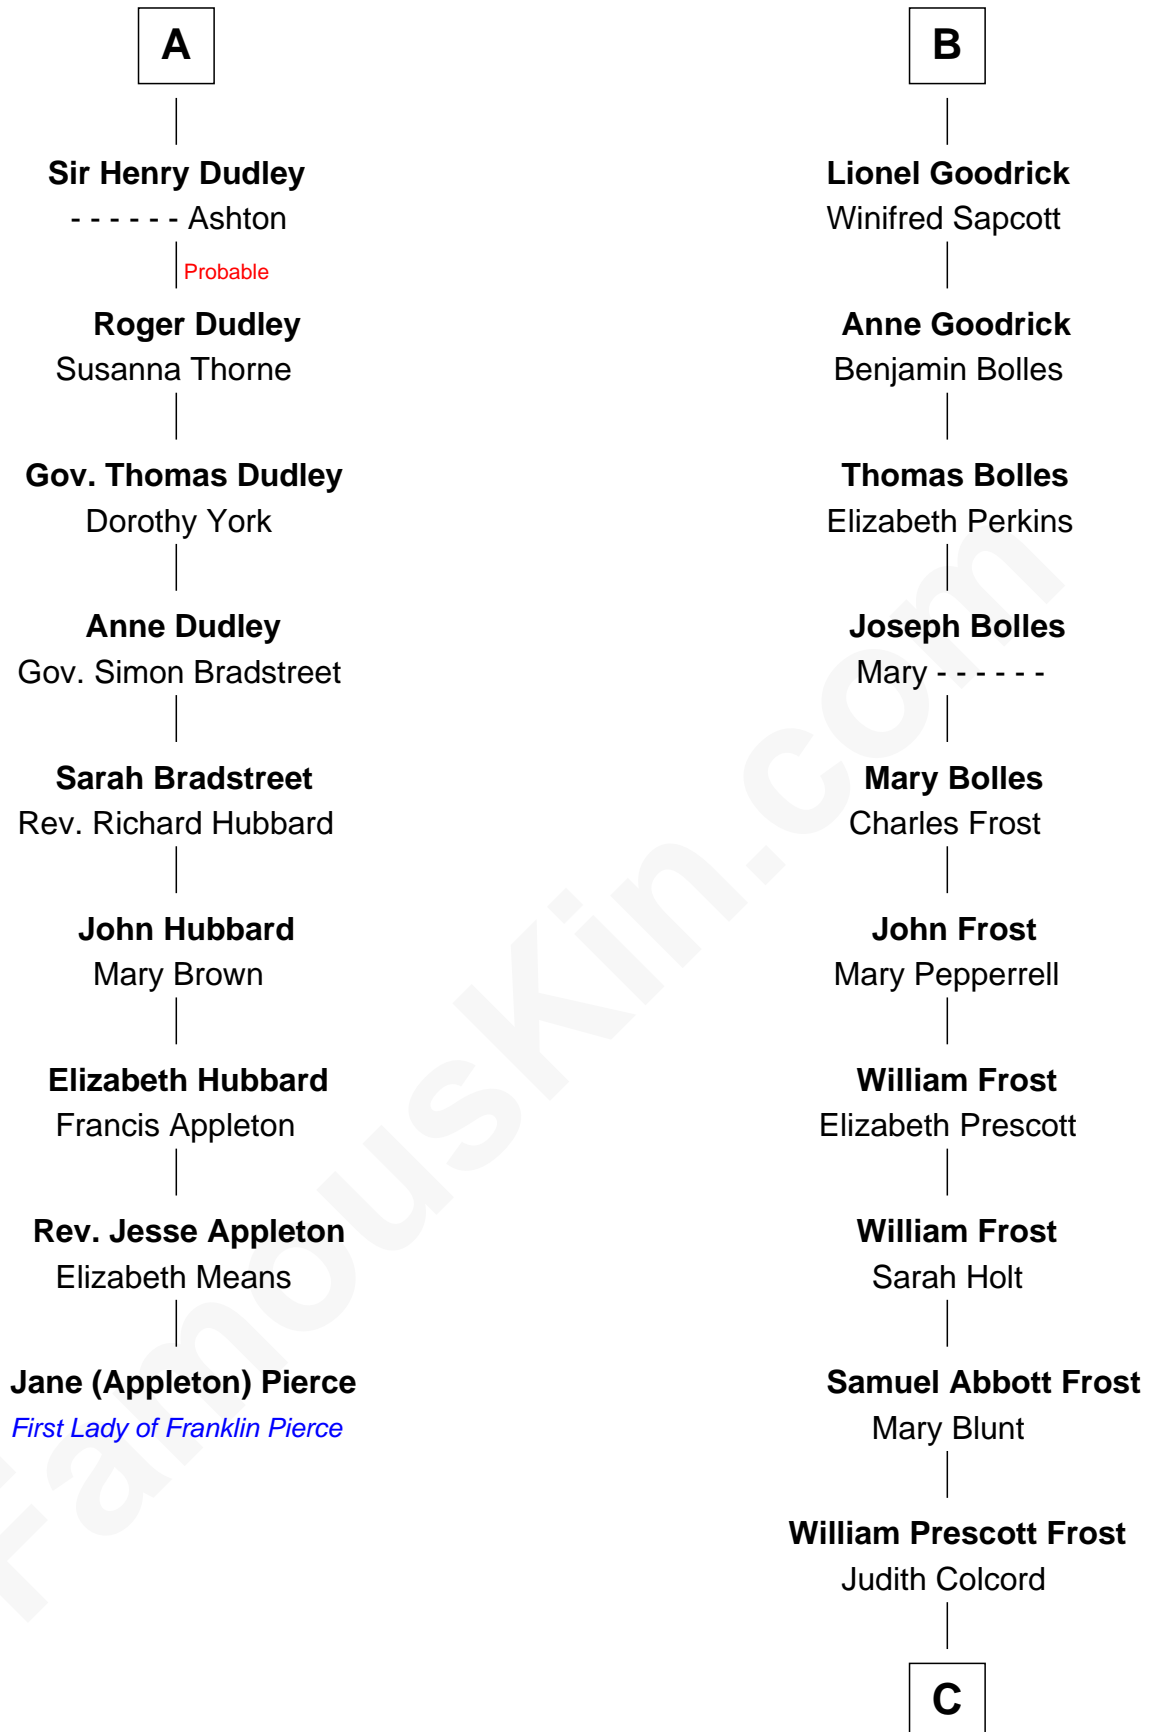 A
Sir Henry Dudley
- - - - - - Ashton
Probable
Roger Dudley
Susanna Thorne
Gov. Thomas Dudley
Dorothy York
Anne Dudley
Gov. Simon Bradstreet
Sarah Bradstreet
Rev. Richard Hubbard
John Hubbard
Mary Brown
Elizabeth Hubbard
Francis Appleton
Rev. Jesse Appleton
Elizabeth Means
Jane (Appleton) Pierce
First Lady of Franklin Pierce
B
Lionel Goodrick
Winifred Sapcott
Anne Goodrick
Benjamin Bolles
Thomas Bolles
Elizabeth Perkins
Joseph Bolles
Mary - - - - - -
Mary Bolles
Charles Frost
John Frost
Mary Pepperrell
William Frost
Elizabeth Prescott
William Frost
Sarah Holt
Samuel Abbott Frost
Mary Blunt
William Prescott Frost
Judith Colcord
C
FamousKin.com